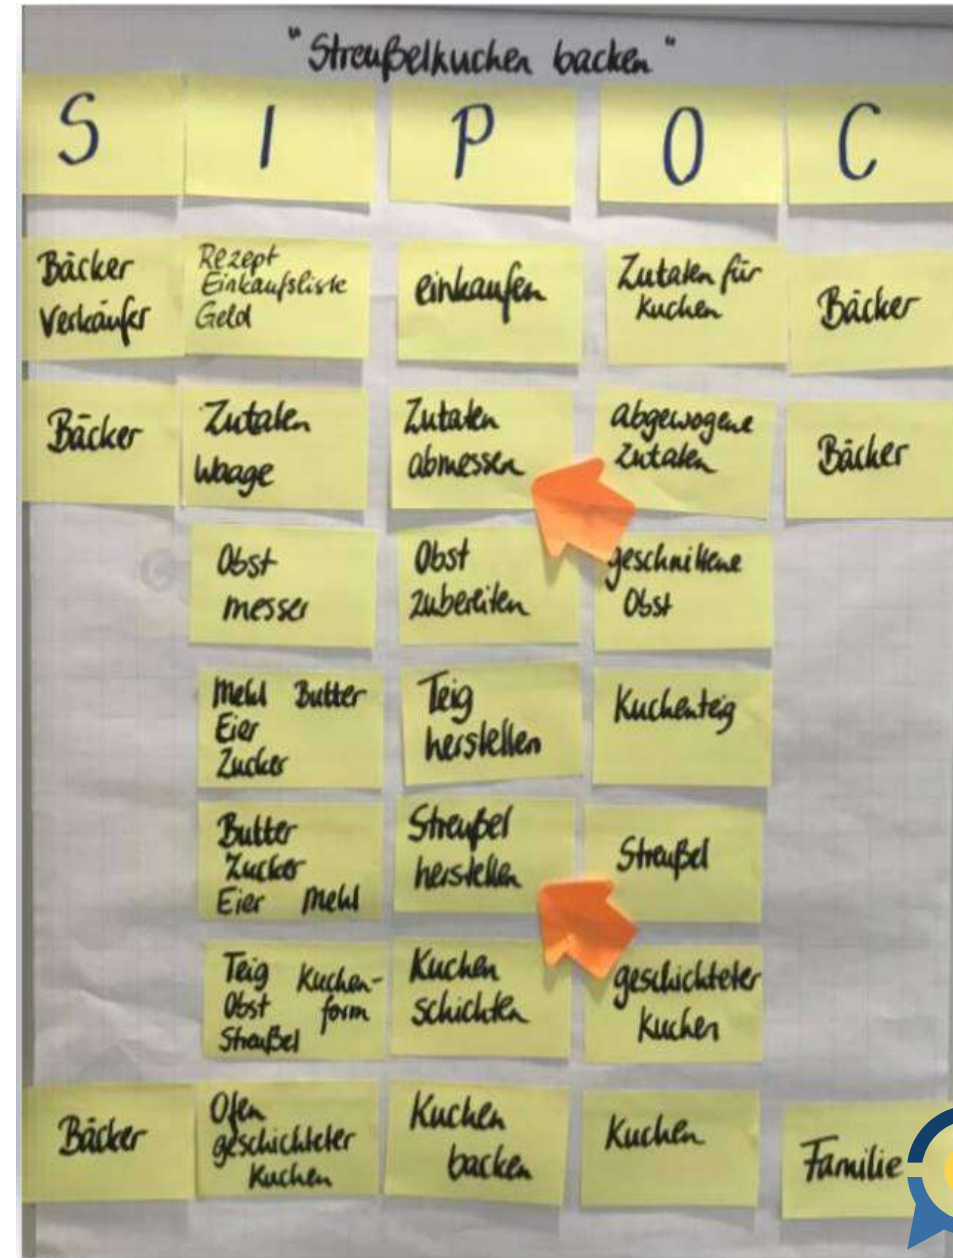 "Streußelkuchen backen"
S I P O C
Bäcker
Verkäufer
Rezept
Einkaufsliste
Geld
einkaufen
Zutaten für
Kuchen
Bäcker
Bäcker
Zutaten
Waage
Zutaten
abmessen
abgewogene
Zutaten
Bäcker
Obst
messer
Obst
zubereiten
geschnittene
Obst
Mehl Butter
Eier
Zucker
Teig
herstellen
Kuchenteig
Butter
Zucker
Eier Mehl
Streußel
herstellen
Streußel
Teig Kuchen-
Obst form
Streußel
Kuchen
schichten
geschichteter
Kuchen
Bäcker
Ofen
geschichteter
Kuchen
Kuchen
backen
Kuchen
Familie